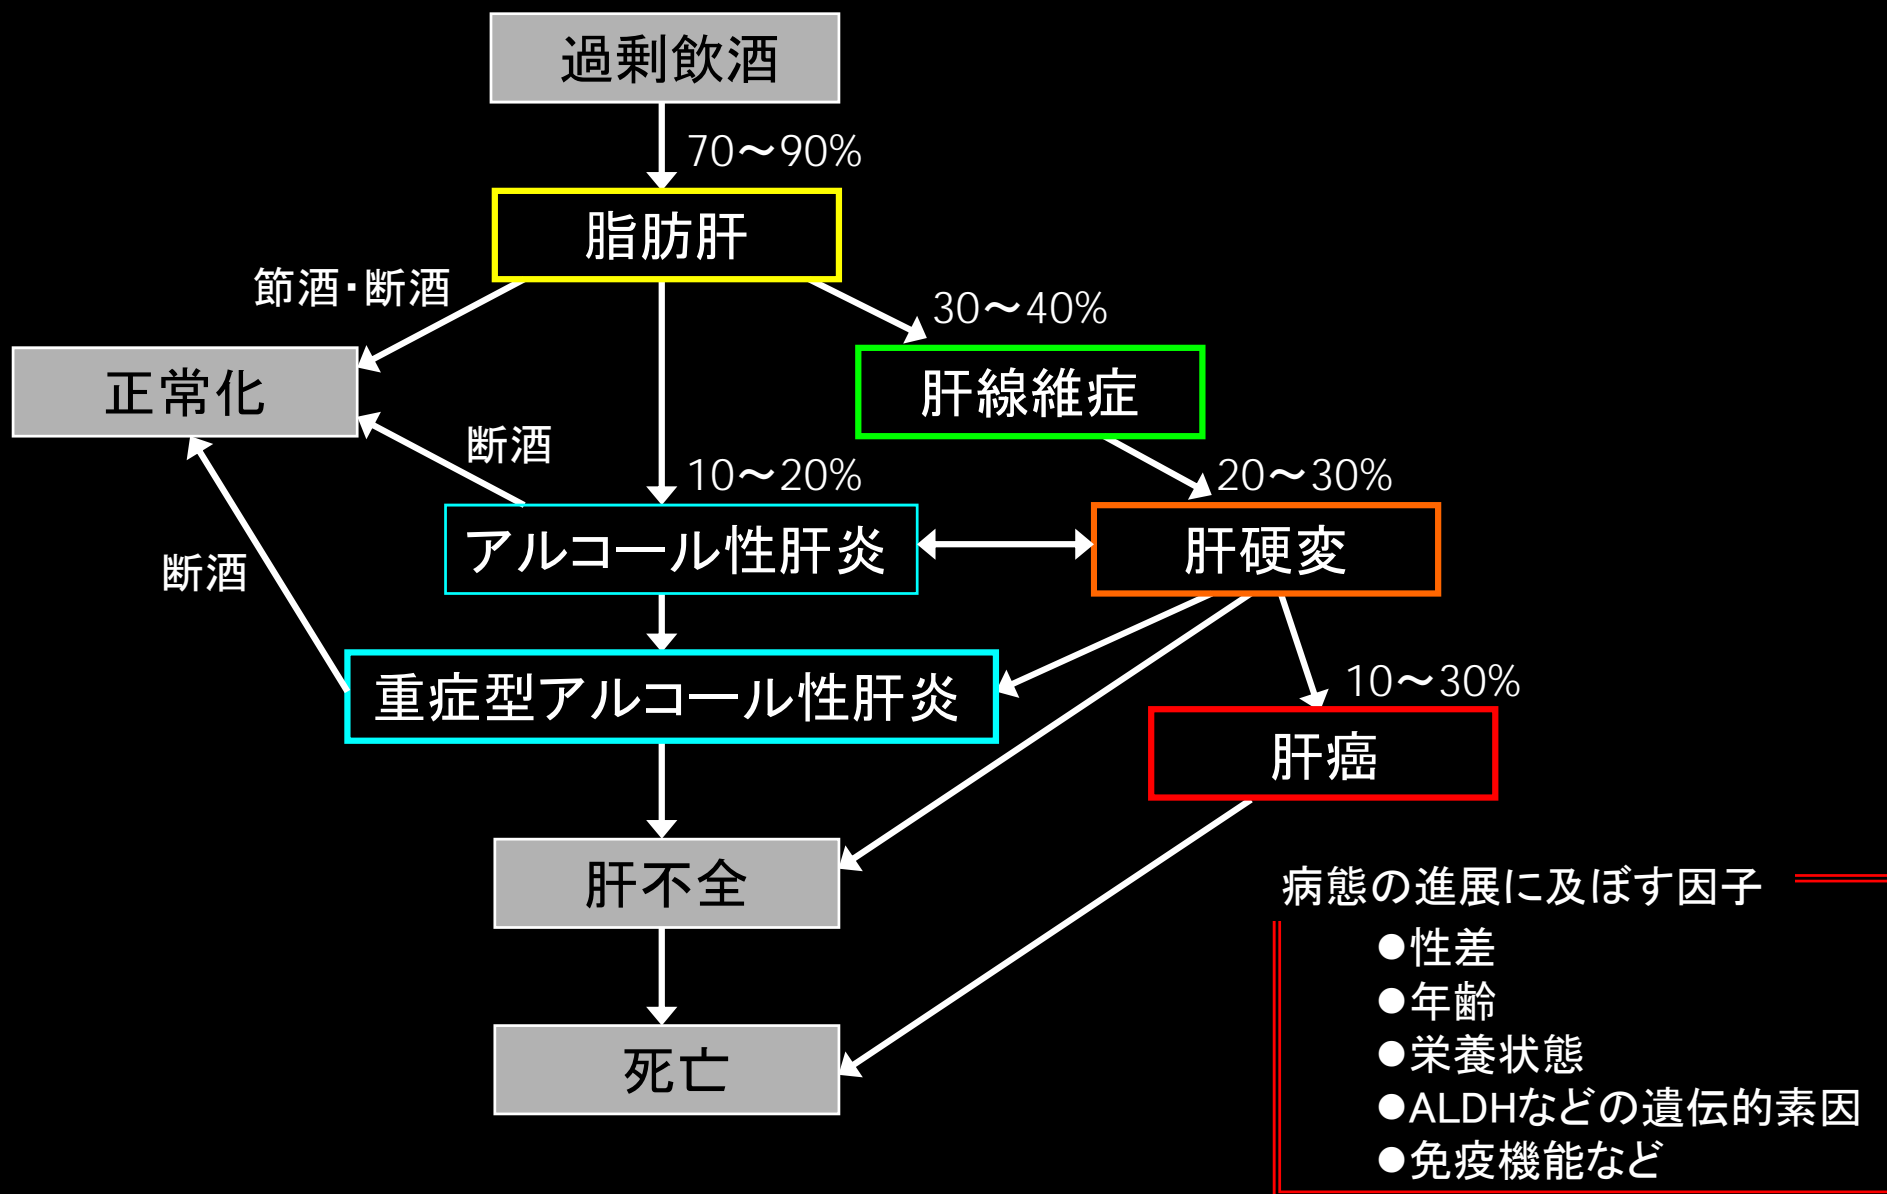 過剰飲酒
70～90%
脂肪肝
節酒・断酒
30～40%
正常化
肝線維症
断酒
10～20%
20～30%
アルコール性肝炎
肝硬変
断酒
重症型アルコール性肝炎
10～30%
肝癌
肝不全
病態の進展に及ぼす因子
●性差
●年齢
●栄養状態
●ALDHなどの遺伝的素因
●免疫機能など
死亡